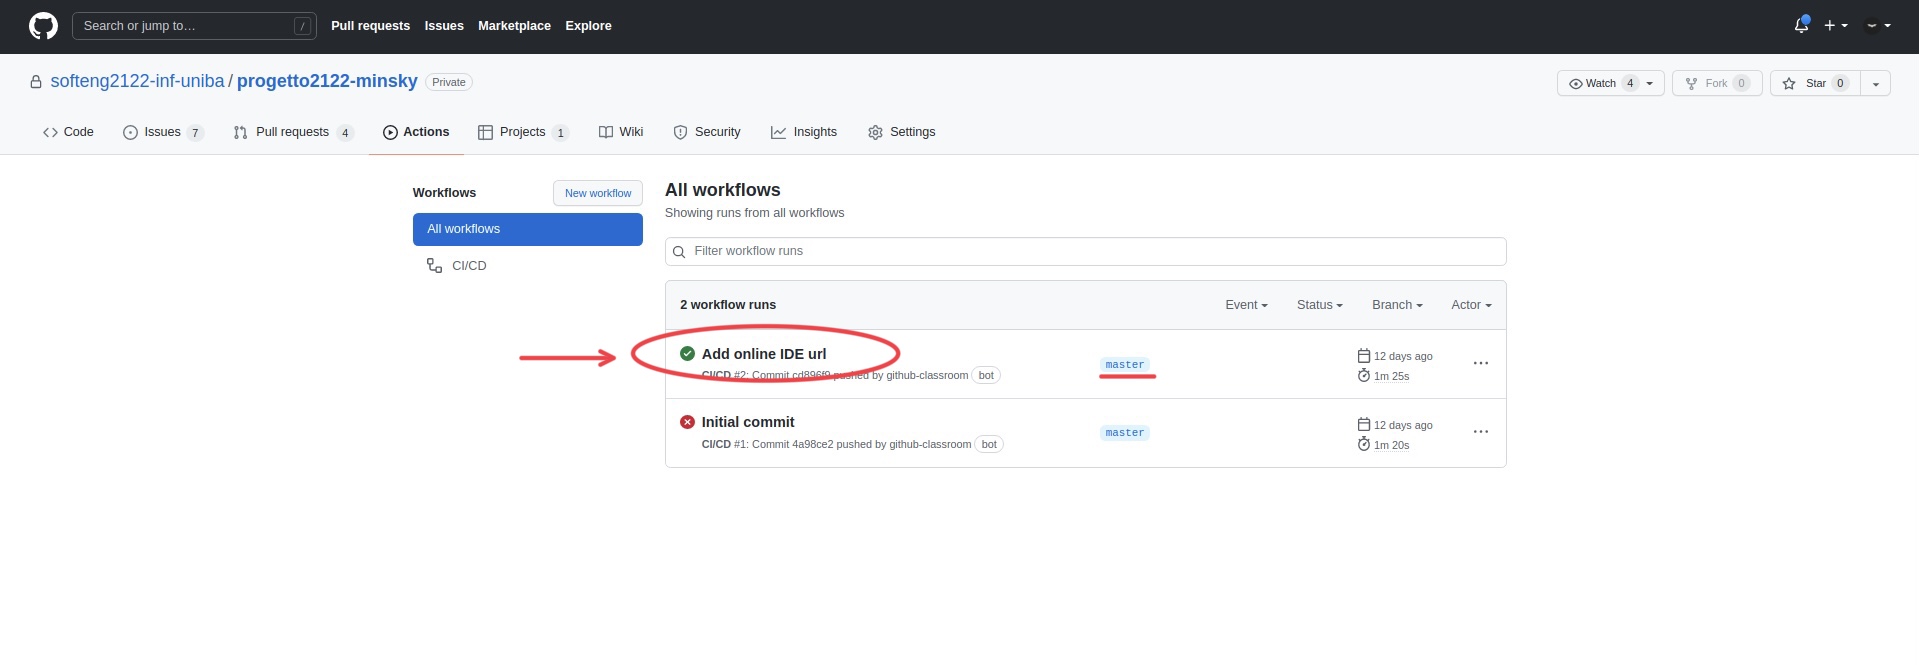 Search or jump to… /
Pull requests Issues Marketplace Explore
softeng2122-inf-uniba / progetto2122-minsky Private
Watch 4 Fork 0 Star 0
Code Issues 7 Pull requests 4 Actions Projects 1 Wiki Security Insights Settings
Workflows New workflow
All workflows
CI/CD
All workflows
Showing runs from all workflows
Filter workflow runs
2 workflow runs Event Status Branch Actor
Add online IDE url
CI/CD #2: Commit cd896f9 pushed by github-classroom bot
master
12 days ago
1m 25s
Initial commit
CI/CD #1: Commit 4a98ce2 pushed by github-classroom bot
master
12 days ago
1m 20s